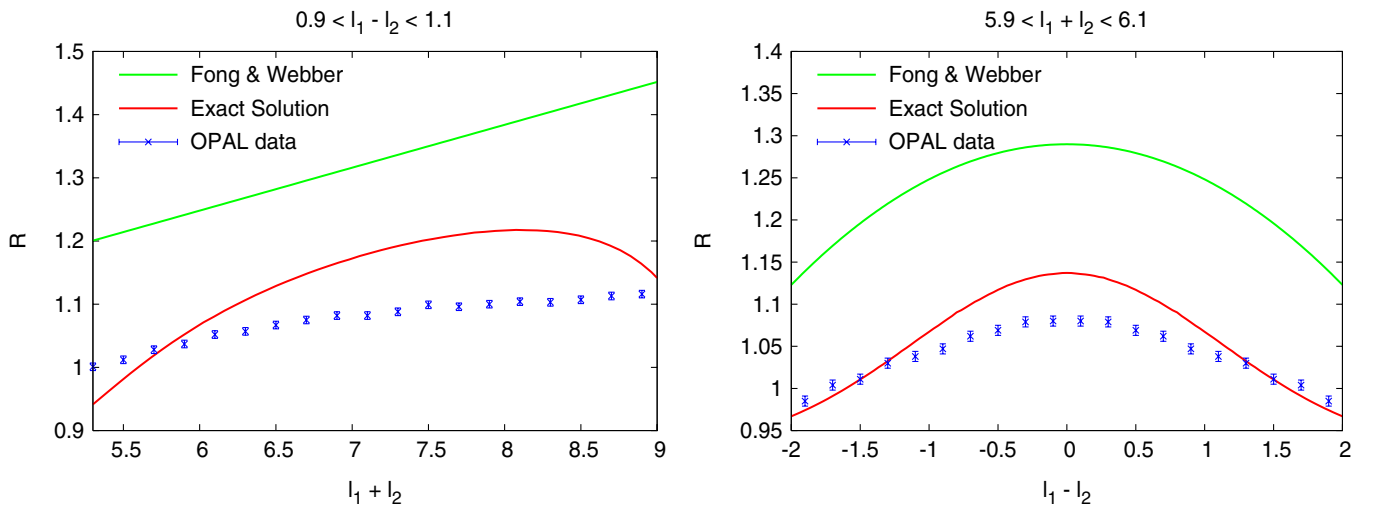 0.9 < l₁ - l₂ < 1.1
1.5
1.4
1.3
1.2
1.1
1
0.9
R
Fong & Webber
Exact Solution
OPAL data
5.5 6 6.5 7 7.5 8 8.5 9
l₁ + l₂
5.9 < l₁ + l₂ < 6.1
1.4
1.35
1.3
1.25
1.2
1.15
1.1
1.05
1
0.95
R
Fong & Webber
Exact Solution
OPAL data
-2 -1.5 -1 -0.5 0 0.5 1 1.5 2
l₁ - l₂